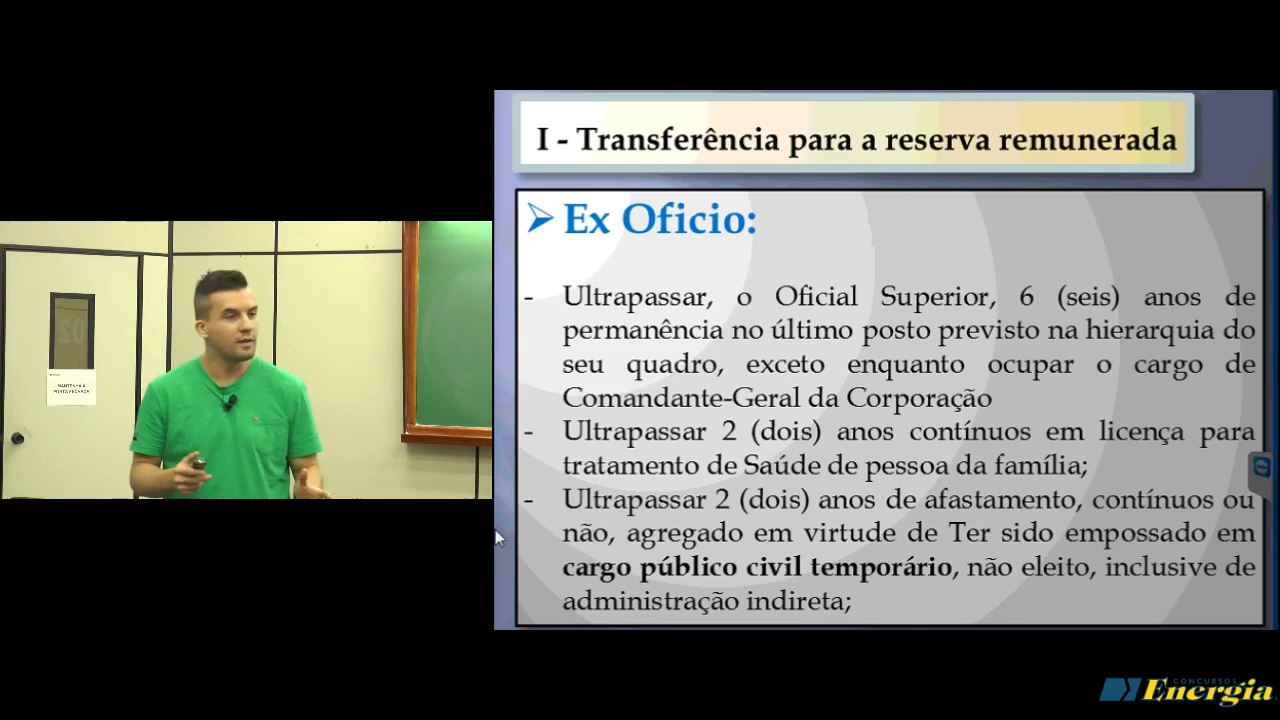 I - Transferência para a reserva remunerada
Ex Oficio:
- Ultrapassar, o Oficial Superior, 6 (seis) anos de
permanência no último posto previsto na hierarquia do
seu quadro, exceto enquanto ocupar o cargo de
Comandante-Geral da Corporação
- Ultrapassar 2 (dois) anos contínuos em licença para
tratamento de Saúde de pessoa da família;
- Ultrapassar 2 (dois) anos de afastamento, contínuos ou
não, agregado em virtude de Ter sido empossado em
cargo público civil temporário, não eleito, inclusive de
administração indireta;
02
MANTENHA A
PORTA FECHADA
CONCURSOS
Energia